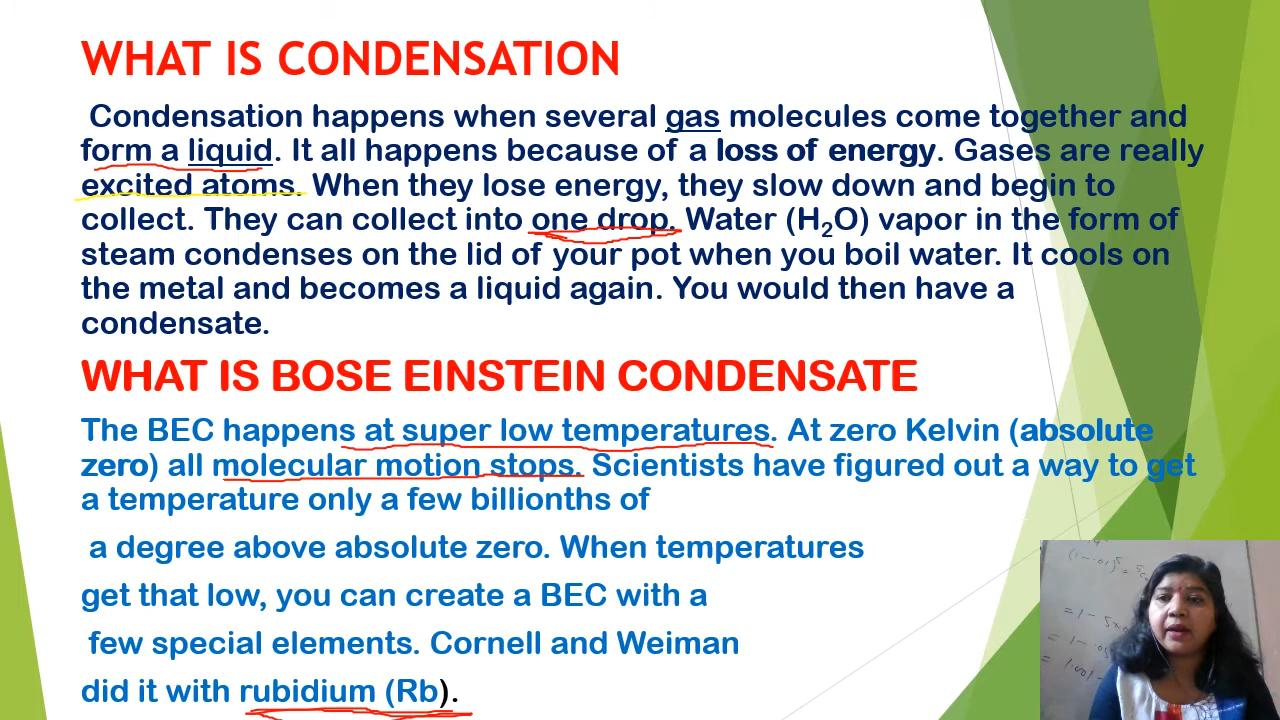 WHAT IS CONDENSATION
Condensation happens when several gas molecules come together and
form a liquid. It all happens because of a loss of energy. Gases are really
excited atoms. When they lose energy, they slow down and begin to
collect. They can collect into one drop. Water (H₂O) vapor in the form of
steam condenses on the lid of your pot when you boil water. It cools on
the metal and becomes a liquid again. You would then have a
condensate.
WHAT IS BOSE EINSTEIN CONDENSATE
The BEC happens at super low temperatures. At zero Kelvin (absolute
zero) all molecular motion stops. Scientists have figured out a way to get
a temperature only a few billionths of
a degree above absolute zero. When temperatures
get that low, you can create a BEC with a
few special elements. Cornell and Weiman
did it with rubidium (Rb).